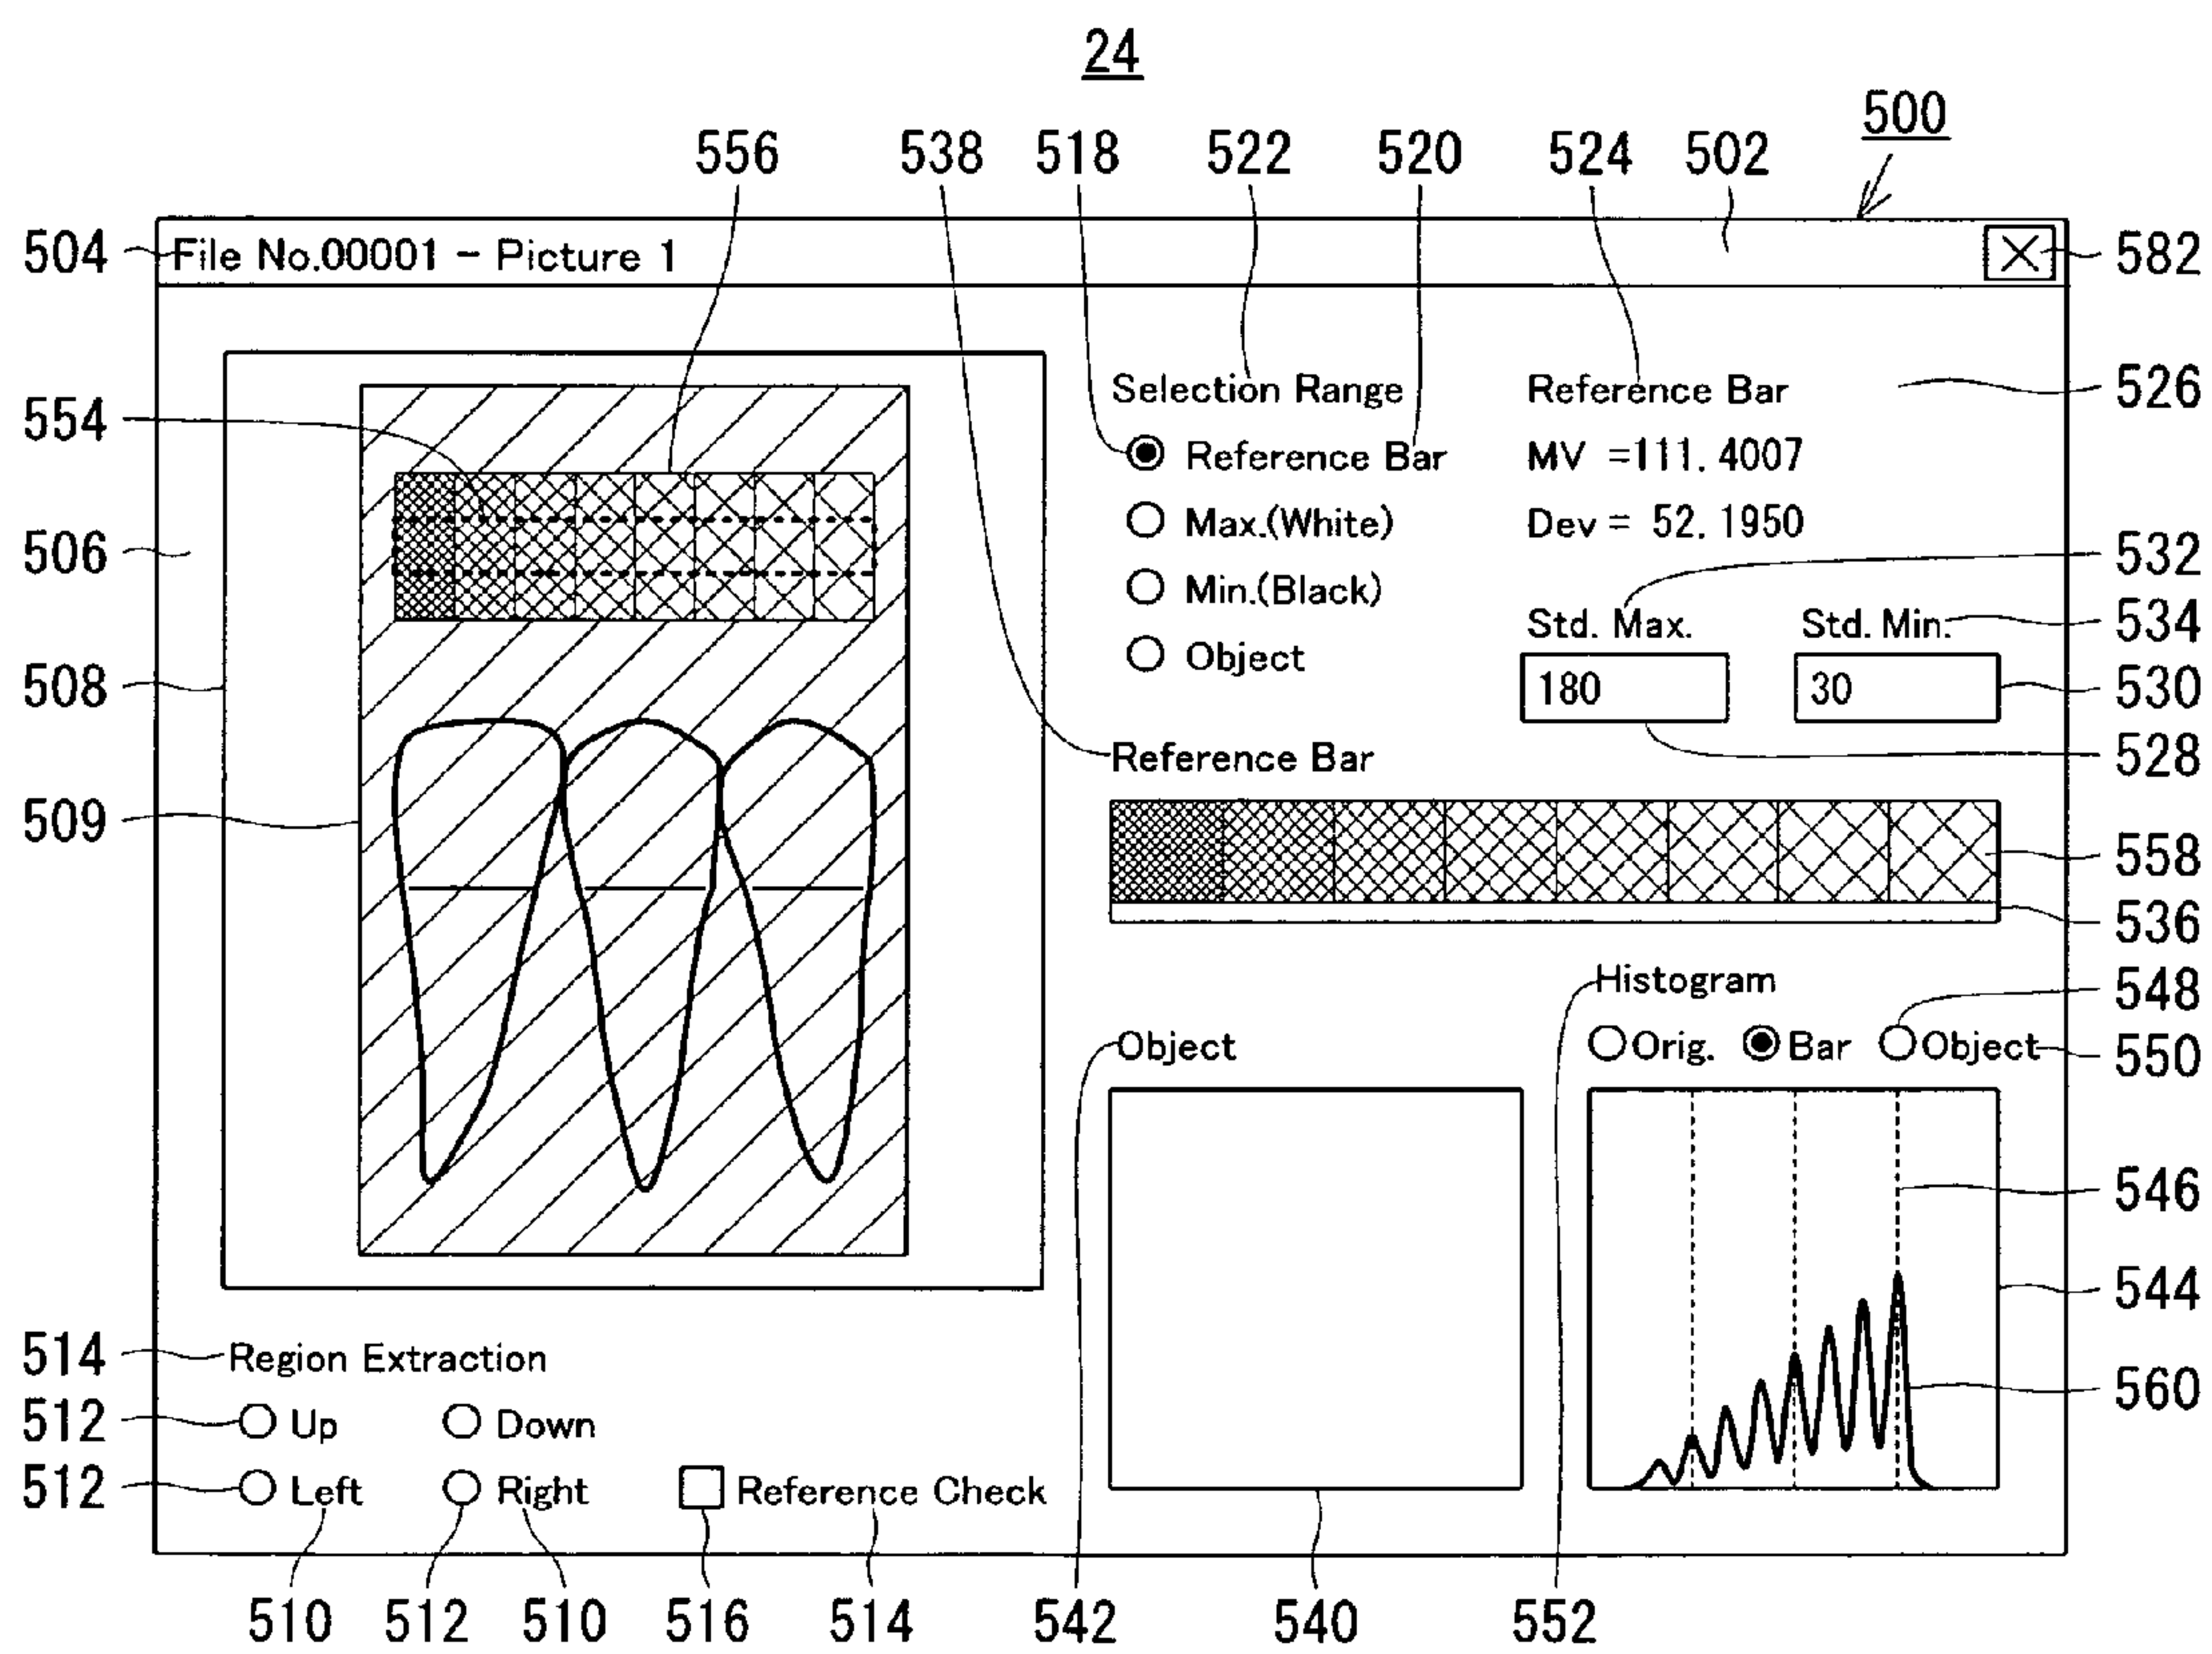 24
500
556 538 518 522 520 524 502
504 File No.00001 - Picture 1 582
Selection Range Reference Bar 526
554 Reference Bar MV =111. 4007
Max.(White) Dev = 52. 1950
506 Min.(Black) 532
Std. Max. Std. Min. 534
Object
508 180 30 530
Reference Bar 528
509 558
536
Histogram 548
Object Orig. Bar Object 550
546
544
514 Region Extraction
560
512 Up Down
512 Left Right Reference Check
510 512 510 516 514 542 540 552